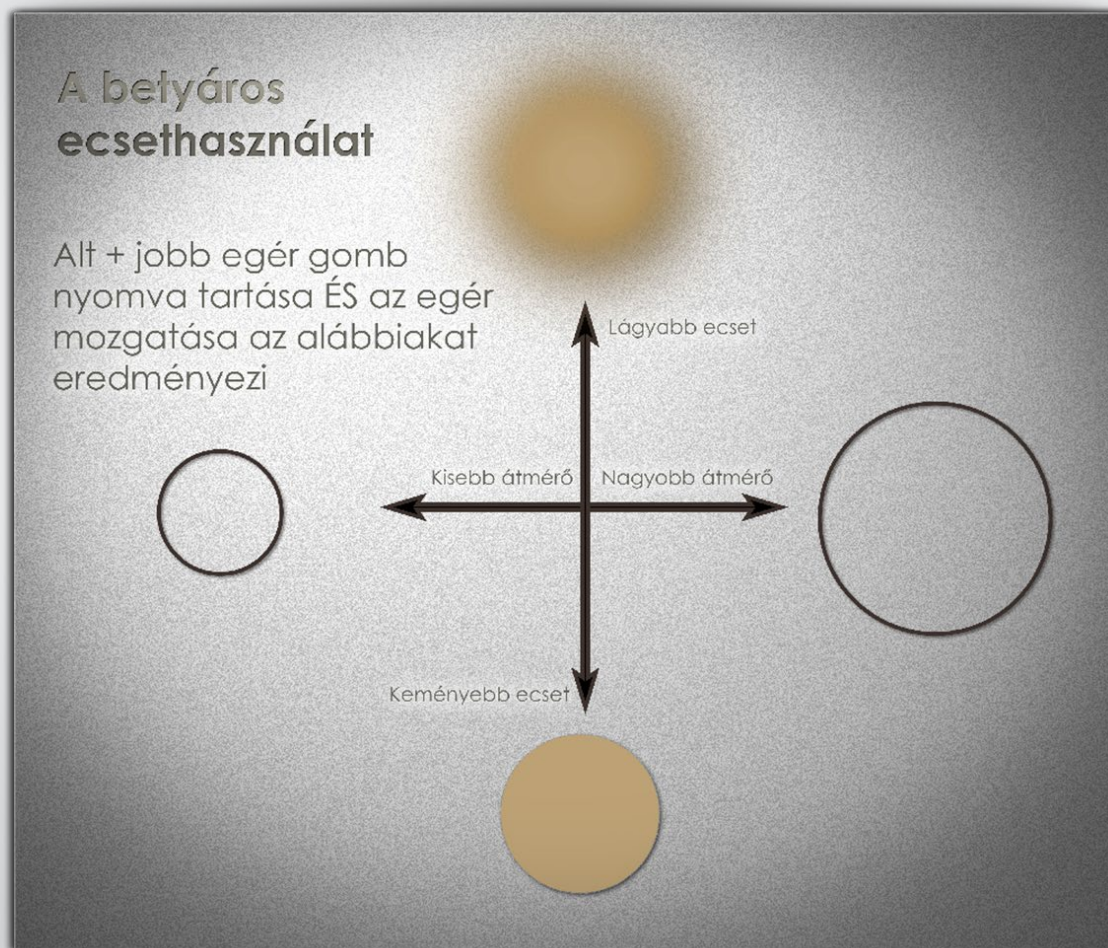 A betyáros
ecsethasználat
Alt + jobb egér gomb
nyomva tartása ÉS az egér
mozgatása az alábbiakat
eredményezi
Lágyabb ecset
Kisebb átmérő
Nagyobb átmérő
Keményebb ecset